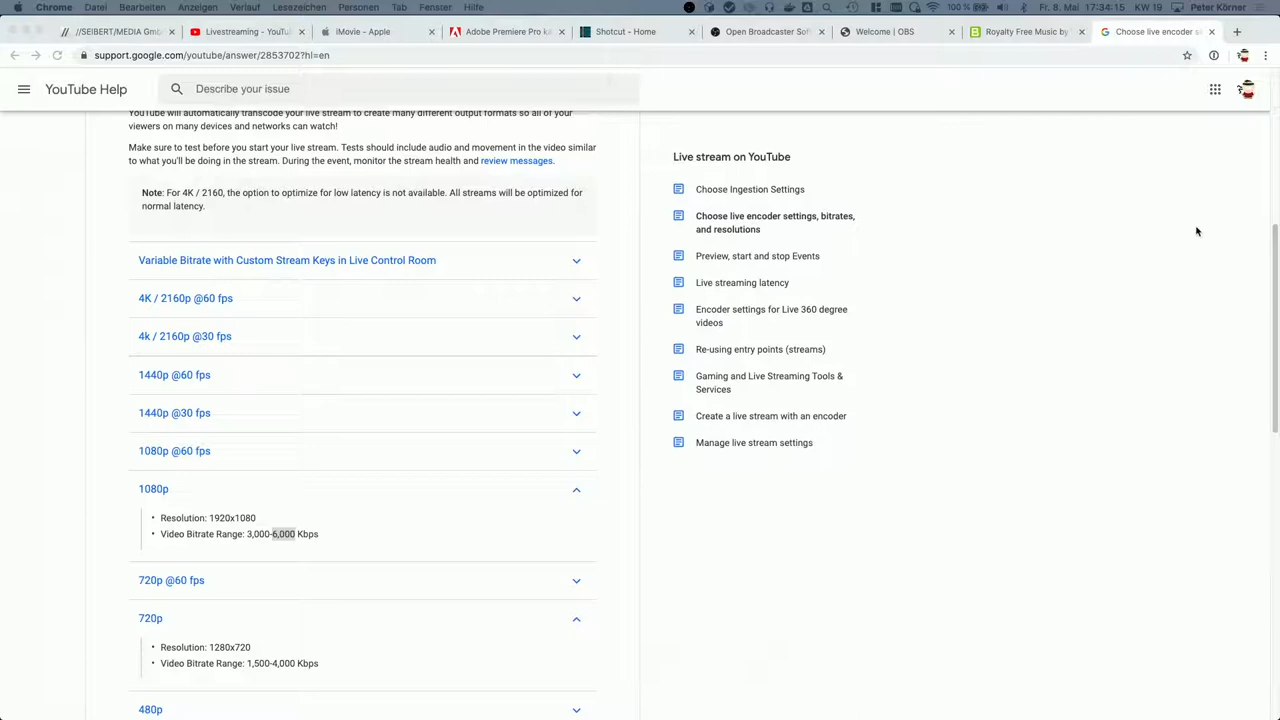 Chrome Datei Bearbeiten Anzeigen Verlauf Lesezeichen Personen Tab Fenster Hilfe 100 % Fr. 8. Mai 17:34:15 KW 19 Peter Körner
//SEIBERT/MEDIA Gmb
Livestreaming - YouTu
iMovie - Apple
Adobe Premiere Pro ka
Shotcut - Home
Open Broadcaster Sof
Welcome | OBS
Royalty Free Music by
Choose live encoder s
support.google.com/youtube/answer/2853702?hl=en
YouTube Help
Describe your issue
YouTube will automatically transcode your live stream to create many different output formats so all of your
viewers on many devices and networks can watch!
Make sure to test before you start your live stream. Tests should include audio and movement in the video similar
to what you'll be doing in the stream. During the event, monitor the stream health and review messages.
Note: For 4K / 2160, the option to optimize for low latency is not available. All streams will be optimized for
normal latency.
Variable Bitrate with Custom Stream Keys in Live Control Room
4K / 2160p @60 fps
4k / 2160p @30 fps
1440p @60 fps
1440p @30 fps
1080p @60 fps
1080p
• Resolution: 1920x1080
• Video Bitrate Range: 3,000-6,000 Kbps
720p @60 fps
720p
• Resolution: 1280x720
• Video Bitrate Range: 1,500-4,000 Kbps
480p
Live stream on YouTube
Choose Ingestion Settings
Choose live encoder settings, bitrates,
and resolutions
Preview, start and stop Events
Live streaming latency
Encoder settings for Live 360 degree
videos
Re-using entry points (streams)
Gaming and Live Streaming Tools &
Services
Create a live stream with an encoder
Manage live stream settings